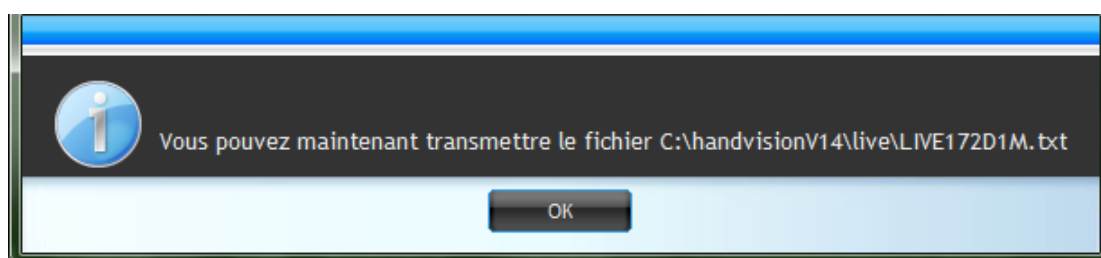 Vous pouvez maintenant transmettre le fichier C:\handvisionV14\live\LIVE172D1M.txt
OK